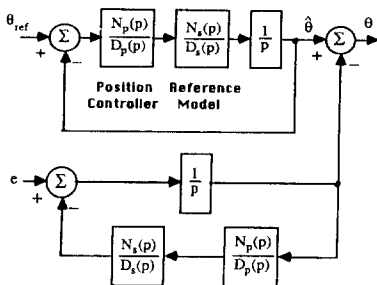 θref + Σ − Np(p) Dp(p) Ns(p) Ds(p) 1 p θ̂ + Σ θ −
Position Reference
Controller Model
e + Σ − 1 p
Ns(p) Ds(p) Np(p) Dp(p)